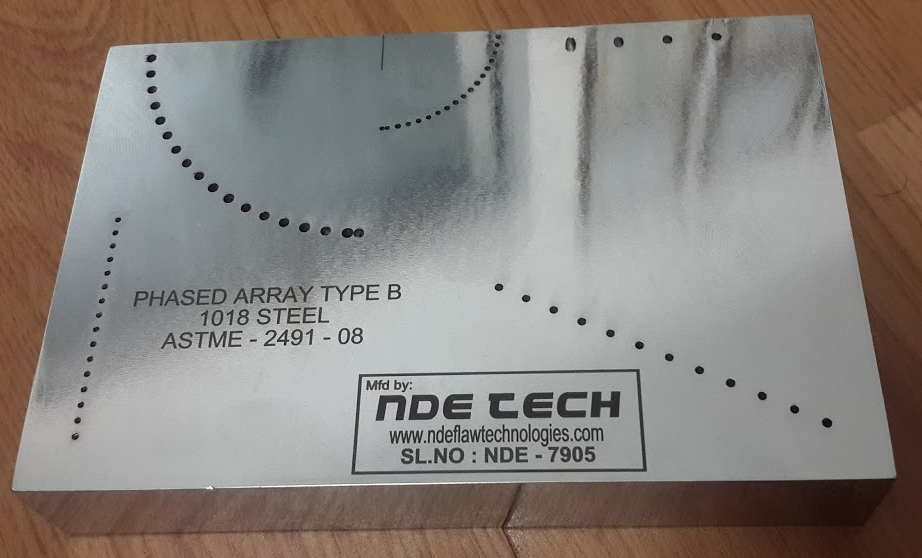 PHASED ARRAY TYPE B
1018 STEEL
ASTME - 2491 - 08
Mfd by:
NDE TECH
www.ndeflawtechnologies.com
SL.NO : NDE - 7905